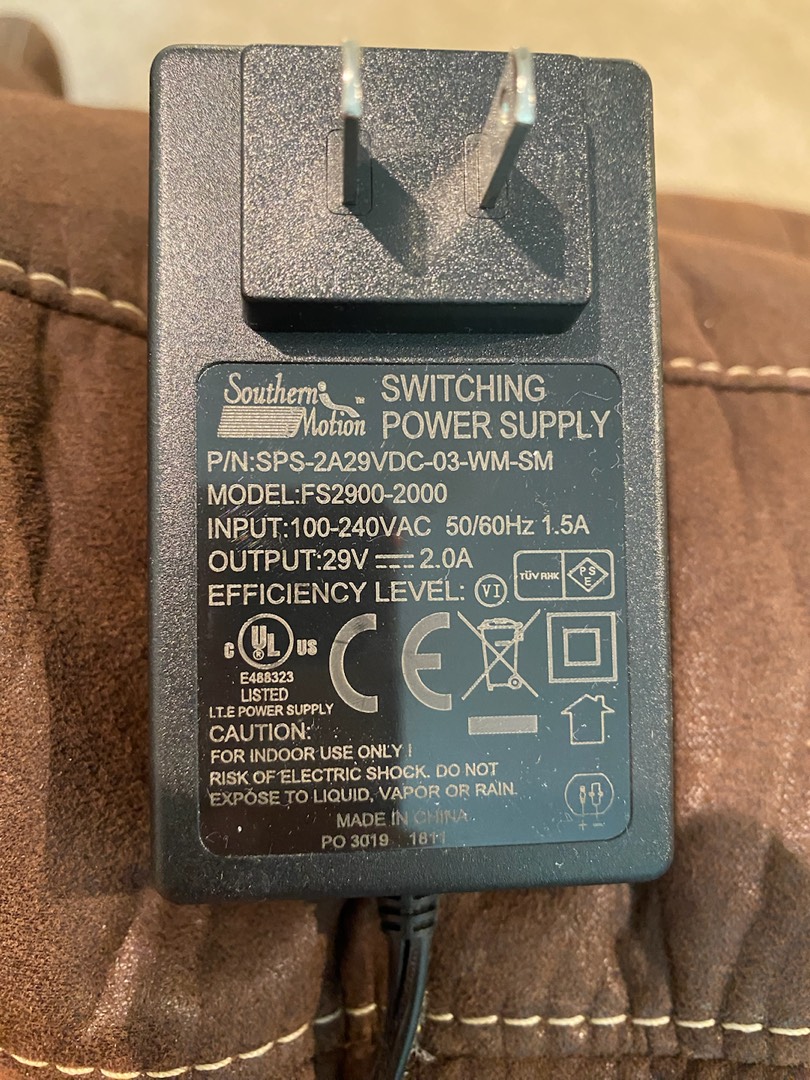 Southern Motion™ SWITCHING POWER SUPPLY
P/N:SPS-2A29VDC-03-WM-SM
MODEL:FS2900-2000
INPUT:100-240VAC 50/60Hz 1.5A
OUTPUT:29V ⎓ 2.0A
EFFICIENCY LEVEL: VI
TÜV RHK PSE
C UL® US
E488323
LISTED
I.T.E POWER SUPPLY
CE
CAUTION:
FOR INDOOR USE ONLY !
RISK OF ELECTRIC SHOCK. DO NOT
EXPOSE TO LIQUID, VAPOR OR RAIN.
+ −
MADE IN CHINA
PO 3019 1811